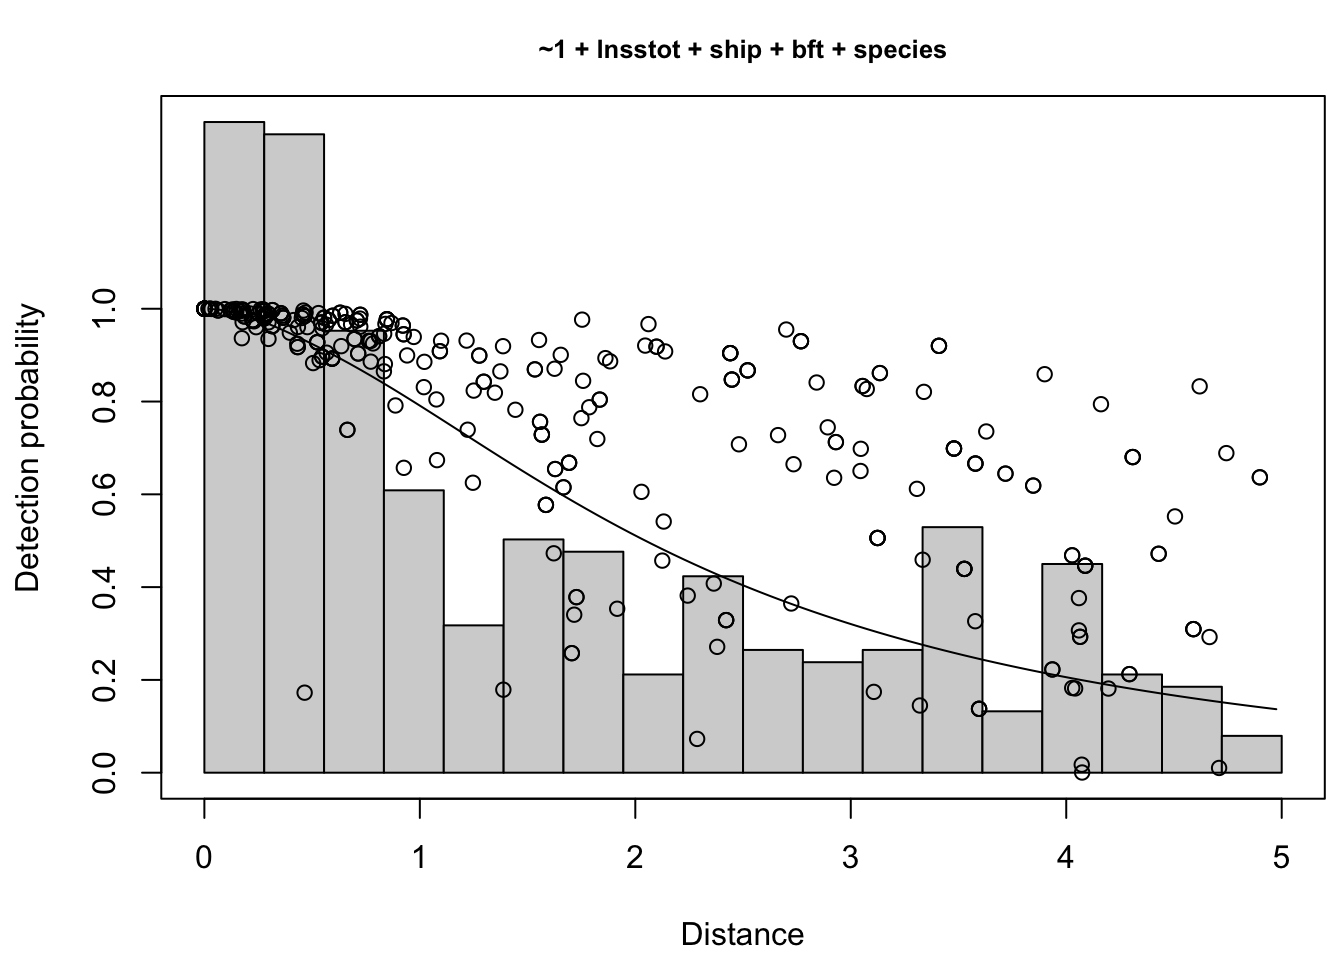 ~1 + lnsstot + ship + bft + species
Detection probability
1.0
0.8
0.6
0.4
0.2
0.0
0 1 2 3 4 5
Distance